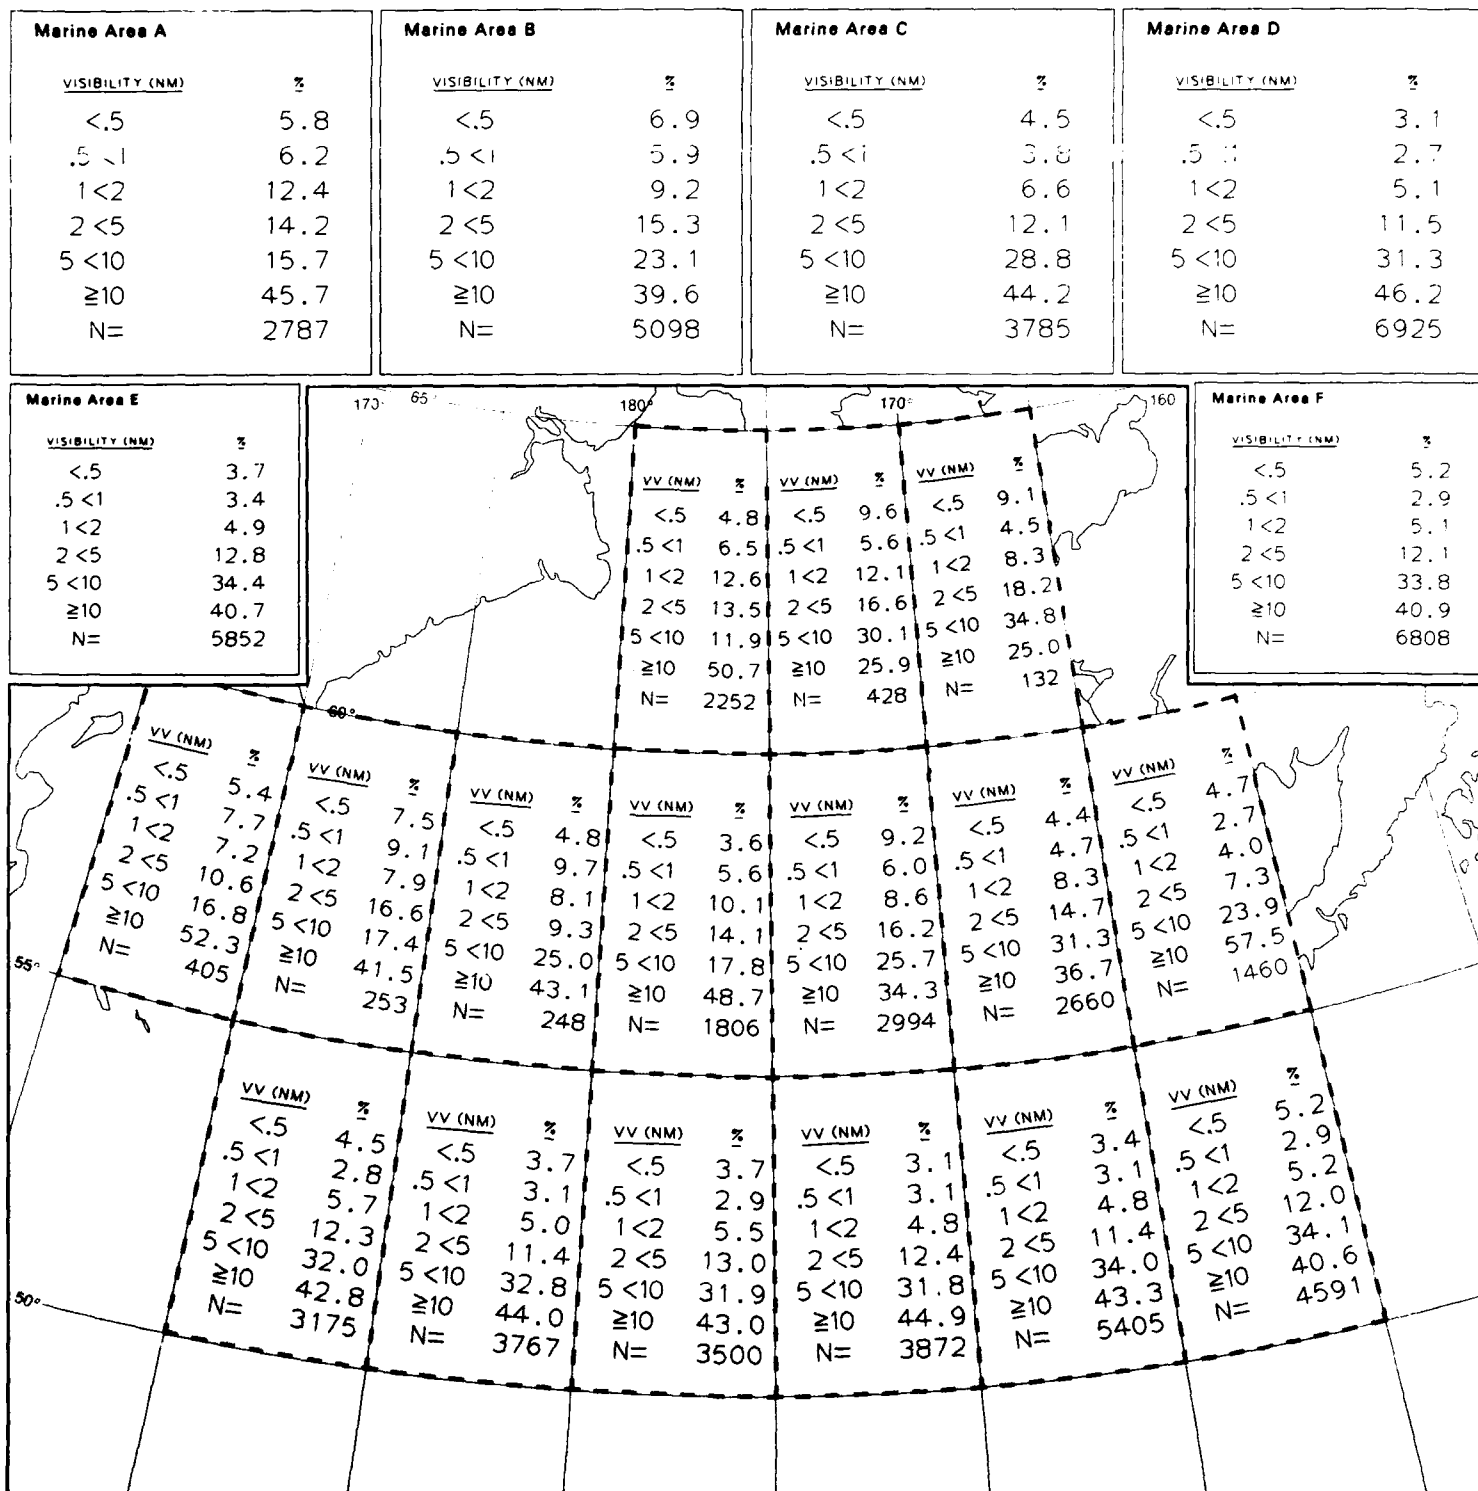 Marine Area A
VISIBILITY (NM) %
<.5 5.8
.5 <1 6.2
1<2 12.4
2 <5 14.2
5 <10 15.7
≧10 45.7
N= 2787
Marine Area B
VISIBILITY (NM) %
<.5 6.9
.5 <1 5.9
1<2 9.2
2 <5 15.3
5 <10 23.1
≧10 39.6
N= 5098
Marine Area C
VISIBILITY (NM) %
<.5 4.5
.5 <1 3.8
1<2 6.6
2 <5 12.1
5 <10 28.8
≧10 44.2
N= 3785
Marine Area D
VISIBILITY (NM) %
<.5 3.1
.5 2.7
1<2 5.1
2 <5 11.5
5 <10 31.3
≧10 46.2
N= 6925
Marine Area E
VISIBILITY (NM) %
<.5 3.7
.5 <1 3.4
1<2 4.9
2 <5 12.8
5 <10 34.4
≧10 40.7
N= 5852
170 65° 180° 170° 160
Marine Area F
VISIBILITY (NM) %
<.5 5.2
.5 <1 2.9
1<2 5.1
2 <5 12.1
5 <10 33.8
≧10 40.9
N= 6808
VV (NM) %
<.5 4.8
.5 <1 6.5
1<2 12.6
2 <5 13.5
5 <10 11.9
≧10 50.7
N= 2252
VV (NM) %
<.5 9.6
.5 <1 5.6
1<2 12.1
2 <5 16.6
5 <10 30.1
≧10 25.9
N= 428
VV (NM) %
<.5 9.1
.5 <1 4.5
1<2 8.3
2 <5 18.2
5 <10 34.8
≧10 25.0
N= 132
60°
VV (NM) %
<.5 5.4
.5 <1 7.7
1<2 7.2
2 <5 10.6
5 <10 16.8
≧10 52.3
N= 405
VV (NM) %
<.5 7.5
.5 <1 9.1
1<2 7.9
2 <5 16.6
5 <10 17.4
≧10 41.5
N= 253
VV (NM) %
<.5 4.8
.5 <1 9.7
1<2 8.1
2 <5 9.3
5 <10 25.0
≧10 43.1
N= 248
VV (NM) %
<.5 3.6
.5 <1 5.6
1<2 10.1
2 <5 14.1
5 <10 17.8
≧10 48.7
N= 1806
VV (NM) %
<.5 9.2
.5 <1 6.0
1<2 8.6
2 <5 16.2
5 <10 25.7
≧10 34.3
N= 2994
VV (NM) %
<.5 4.4
.5 <1 4.7
1<2 8.3
2 <5 14.7
5 <10 31.3
≧10 36.7
N= 2660
VV (NM) %
<.5 4.7
.5 <1 2.7
1<2 4.0
2 <5 7.3
5 <10 23.9
≧10 57.5
N= 1460
55°
VV (NM) %
<.5 4.5
.5 <1 2.8
1<2 5.7
2 <5 12.3
5 <10 32.0
≧10 42.8
N= 3175
VV (NM) %
<.5 3.7
.5 <1 3.1
1<2 5.0
2 <5 11.4
5 <10 32.8
≧10 44.0
N= 3767
VV (NM) %
<.5 3.7
.5 <1 2.9
1<2 5.5
2 <5 13.0
5 <10 31.9
≧10 43.0
N= 3500
VV (NM) %
<.5 3.1
.5 <1 3.1
1<2 4.8
2 <5 12.4
5 <10 31.8
≧10 44.9
N= 3872
VV (NM) %
<.5 3.4
.5 <1 3.1
1<2 4.8
2 <5 11.4
5 <10 34.0
≧10 43.3
N= 5405
VV (NM) %
<.5 5.2
.5 <1 2.9
1<2 5.2
2 <5 12.0
5 <10 34.1
≧10 40.6
N= 4591
50°